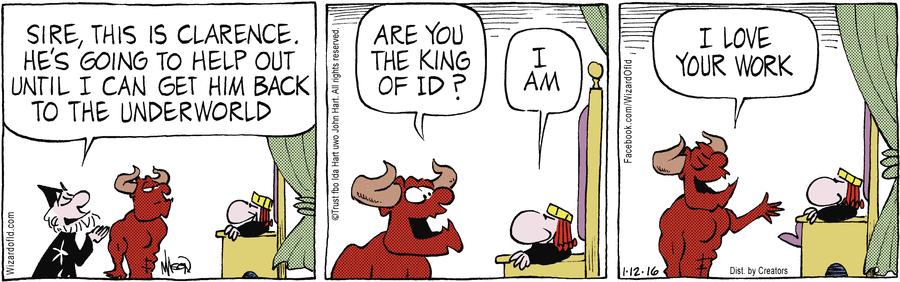 SIRE, THIS IS CLARENCE.
HE'S GOING TO HELP OUT
UNTIL I CAN GET HIM BACK
TO THE UNDERWORLD
Wizardofid.com
©Trust fbo Ida Hart uwo John Hart. All rights reserved.
ARE YOU
THE KING
OF ID?
I
AM
Facebook.com/WizardOfId
I LOVE
YOUR WORK
1·12·16
Dist. by Creators